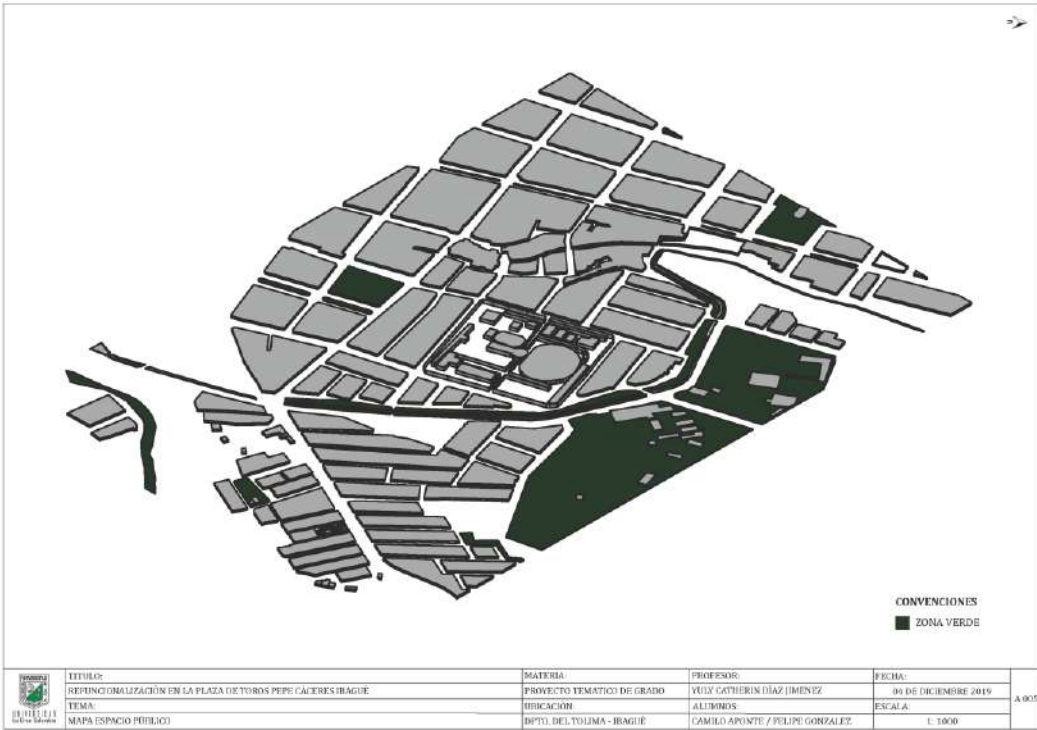 CONVENCIONES
ZONA VERDE
TITULO:
REFUNCIONALIZACIÓN EN LA PLAZA DE TOROS PEPE CÁCERES IBAGUÉ
TEMA:
MAPA ESPACIO PÚBLICO
MATERIA:
PROYECTO TEMATICO DE GRADO
UBICACIÓN:
DPTO. DEL TOLIMA - IBAGUÉ
PROFESOR:
YULY CATHERIN DÍAZ JIMENEZ
ALUMNOS:
CAMILO APONTE / FELIPE GONZALEZ
FECHA:
04 DE DICIEMBRE 2019
ESCALA:
1: 1000
A 005